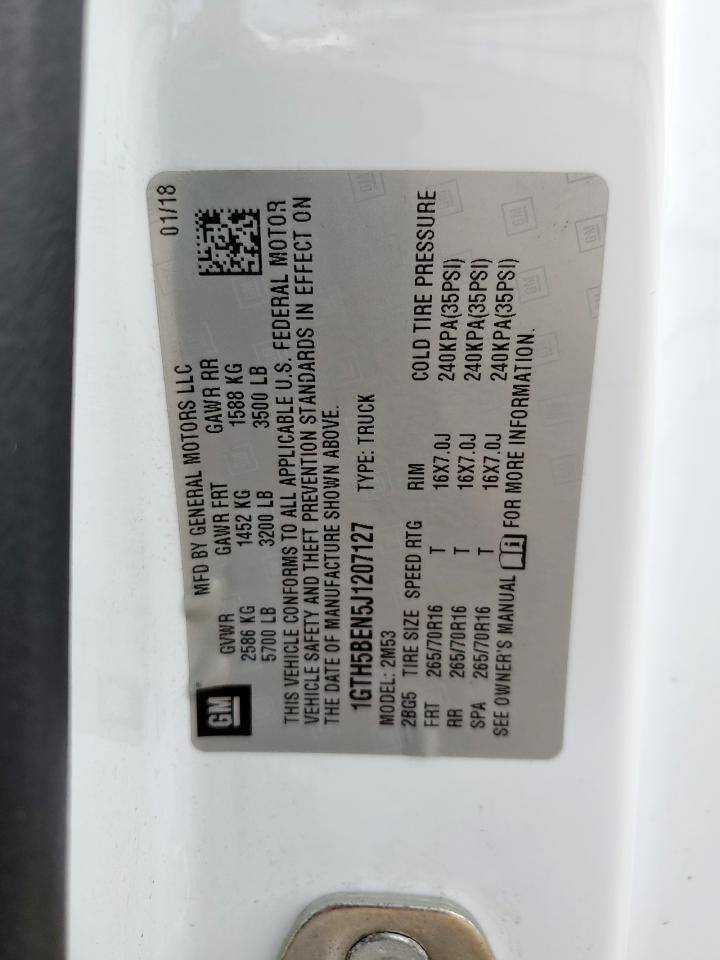 GM
MFD BY GENERAL MOTORS LLC 01/18
GVWR GAWR FRT GAWR RR
2586 KG 1452 KG 1588 KG
5700 LB 3200 LB 3500 LB
THIS VEHICLE CONFORMS TO ALL APPLICABLE U.S. FEDERAL MOTOR
VEHICLE SAFETY AND THEFT PREVENTION STANDARDS IN EFFECT ON
THE DATE OF MANUFACTURE SHOWN ABOVE.
1GTH5BEN5J1207127 TYPE: TRUCK
MODEL: 2M53
2BG5 TIRE SIZE SPEED RTG RIM COLD TIRE PRESSURE
FRT 265/70R16 T 16X7.0J 240KPA(35PSI)
RR 265/70R16 T 16X7.0J 240KPA(35PSI)
SPA 265/70R16 T 16X7.0J 240KPA(35PSI)
SEE OWNER'S MANUAL i FOR MORE INFORMATION.